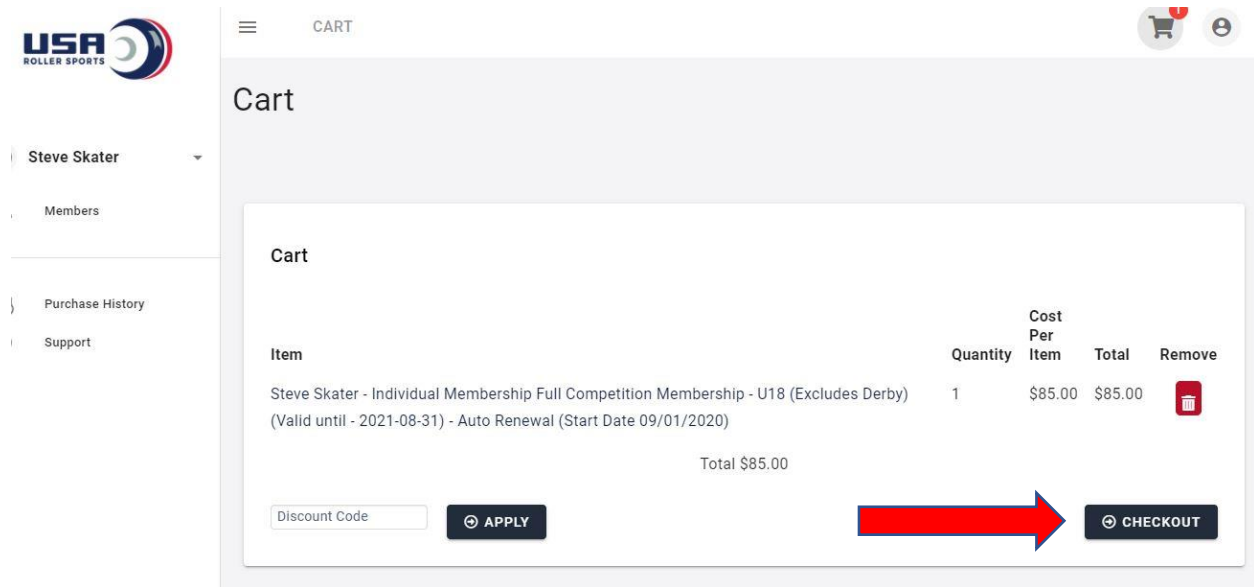 USA
ROLLER SPORTS
CART
1
Cart
Steve Skater
Members
Purchase History
Support
Cart
Item
Quantity
Cost
Per
Item
Total
Remove
Steve Skater - Individual Membership Full Competition Membership - U18 (Excludes Derby)
(Valid until - 2021-08-31) - Auto Renewal (Start Date 09/01/2020)
1
$85.00
$85.00
Total $85.00
Discount Code
APPLY
CHECKOUT